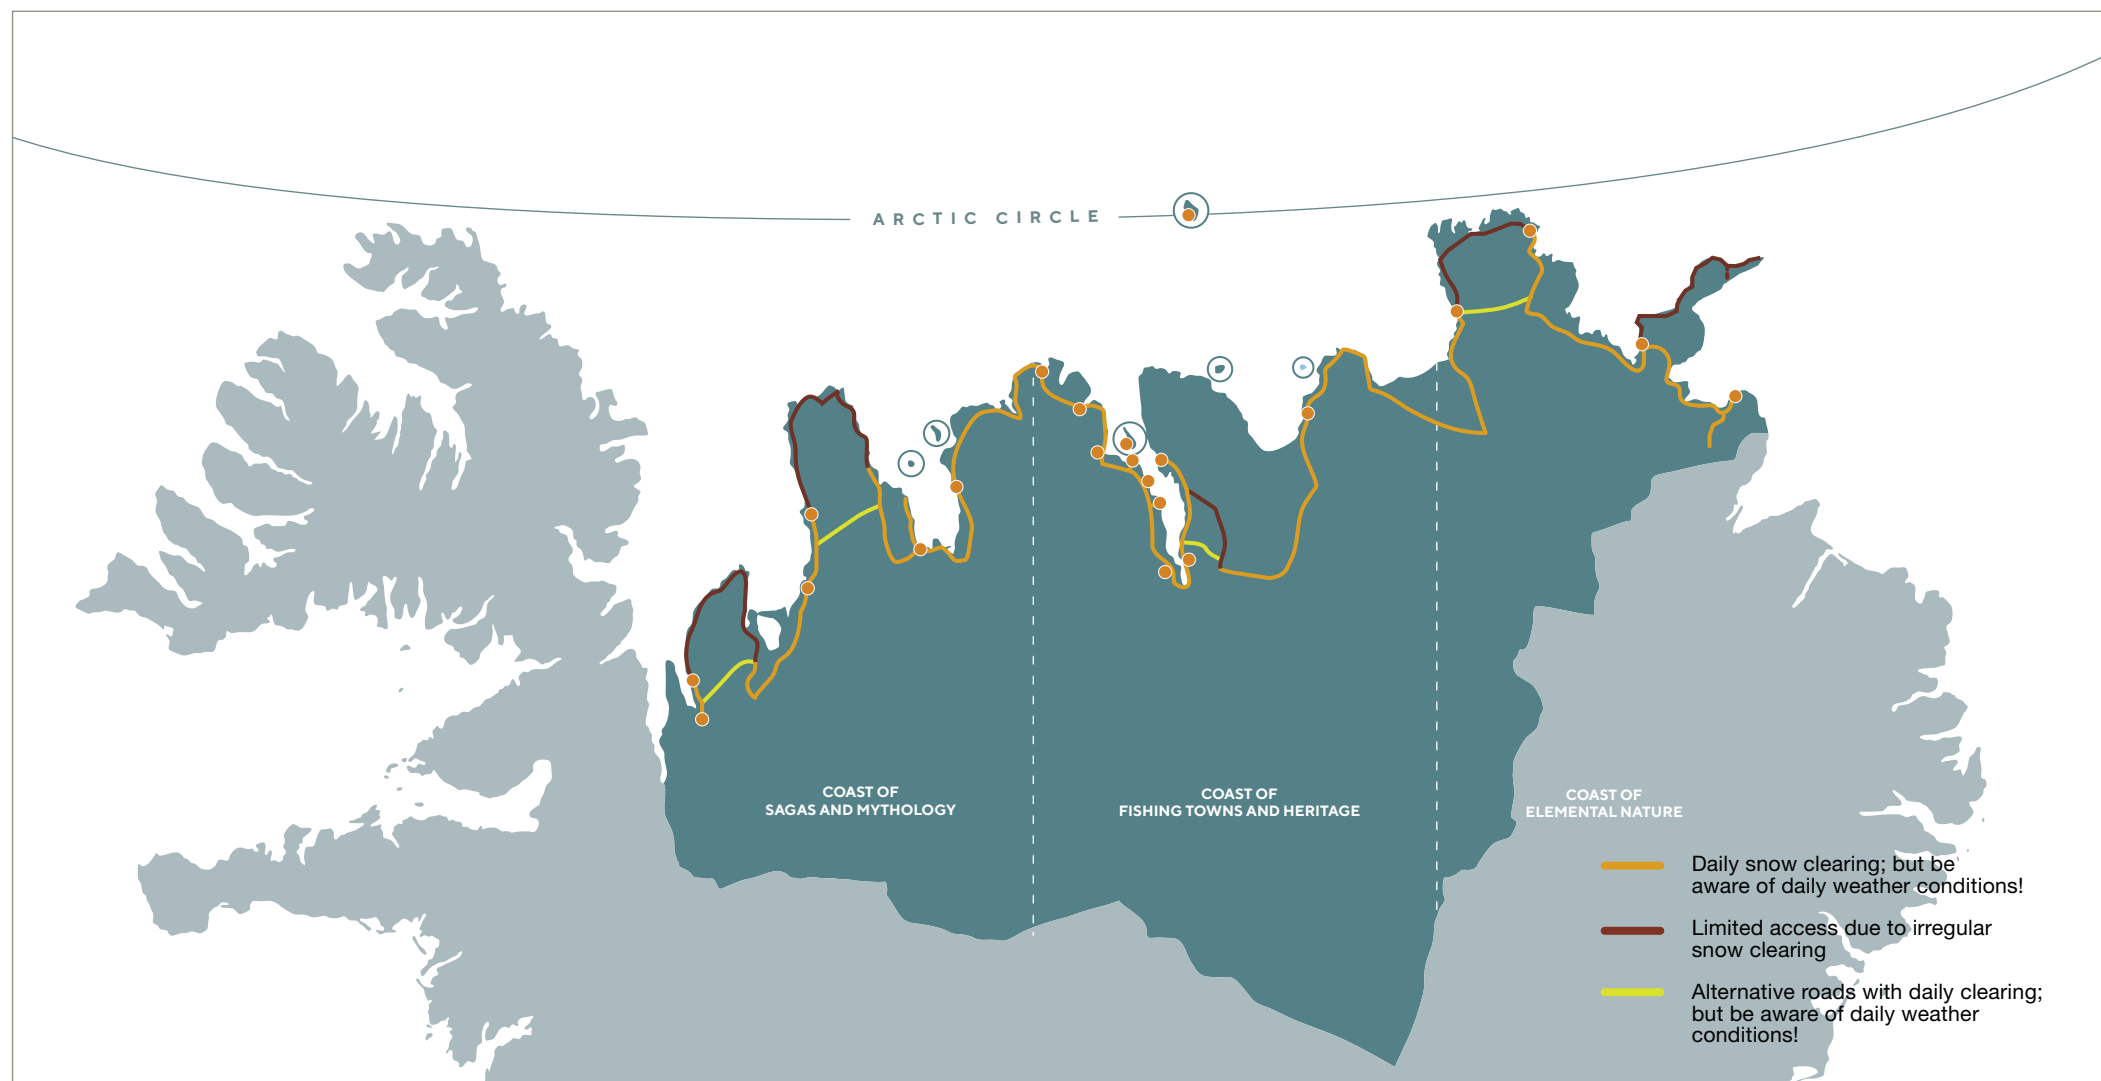 ARCTIC CIRCLE
COAST OF
SAGAS AND MYTHOLOGY
COAST OF
FISHING TOWNS AND HERITAGE
COAST OF
ELEMENTAL NATURE
Daily snow clearing; but be
aware of daily weather conditions!
Limited access due to irregular
snow clearing
Alternative roads with daily clearing;
but be aware of daily weather
conditions!